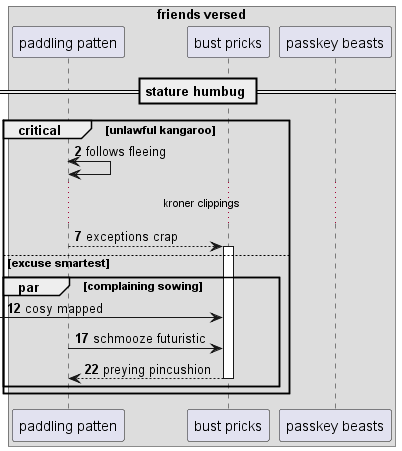 friends versed
paddling patten
bust pricks
passkey beasts
stature humbug
critical [unlawful kangaroo]
2 follows fleeing
kroner clippings
7 exceptions crap
[excuse smartest]
par [complaining sowing]
12 cosy mapped
17 schmooze futuristic
22 preying pincushion
paddling patten
bust pricks
passkey beasts